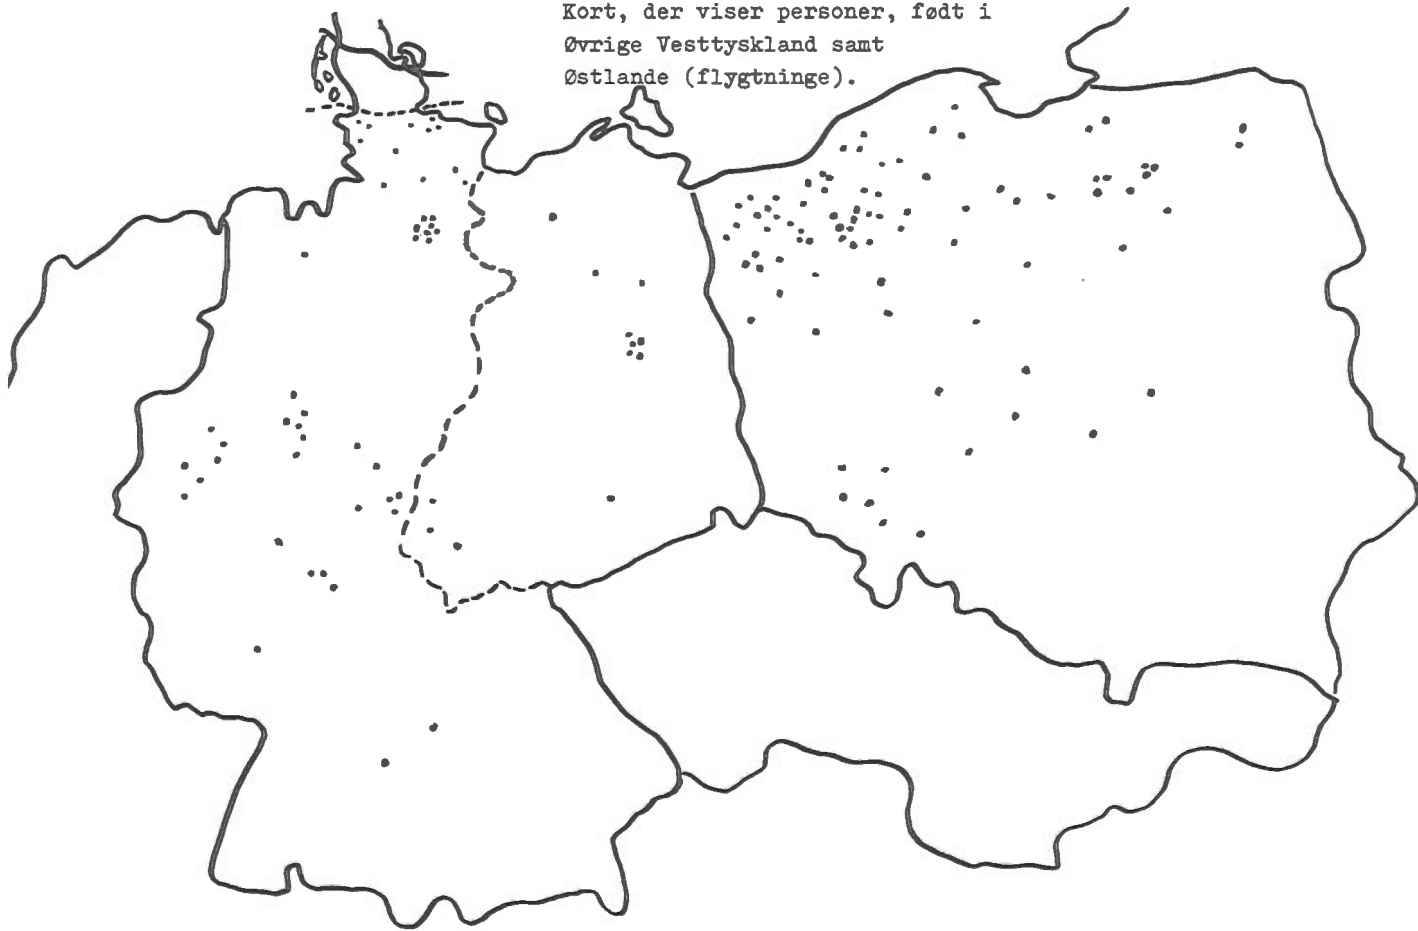 Kort, der viser personer, født i
Øvrige Vesttyskland samt
Østlande (flygtninge).